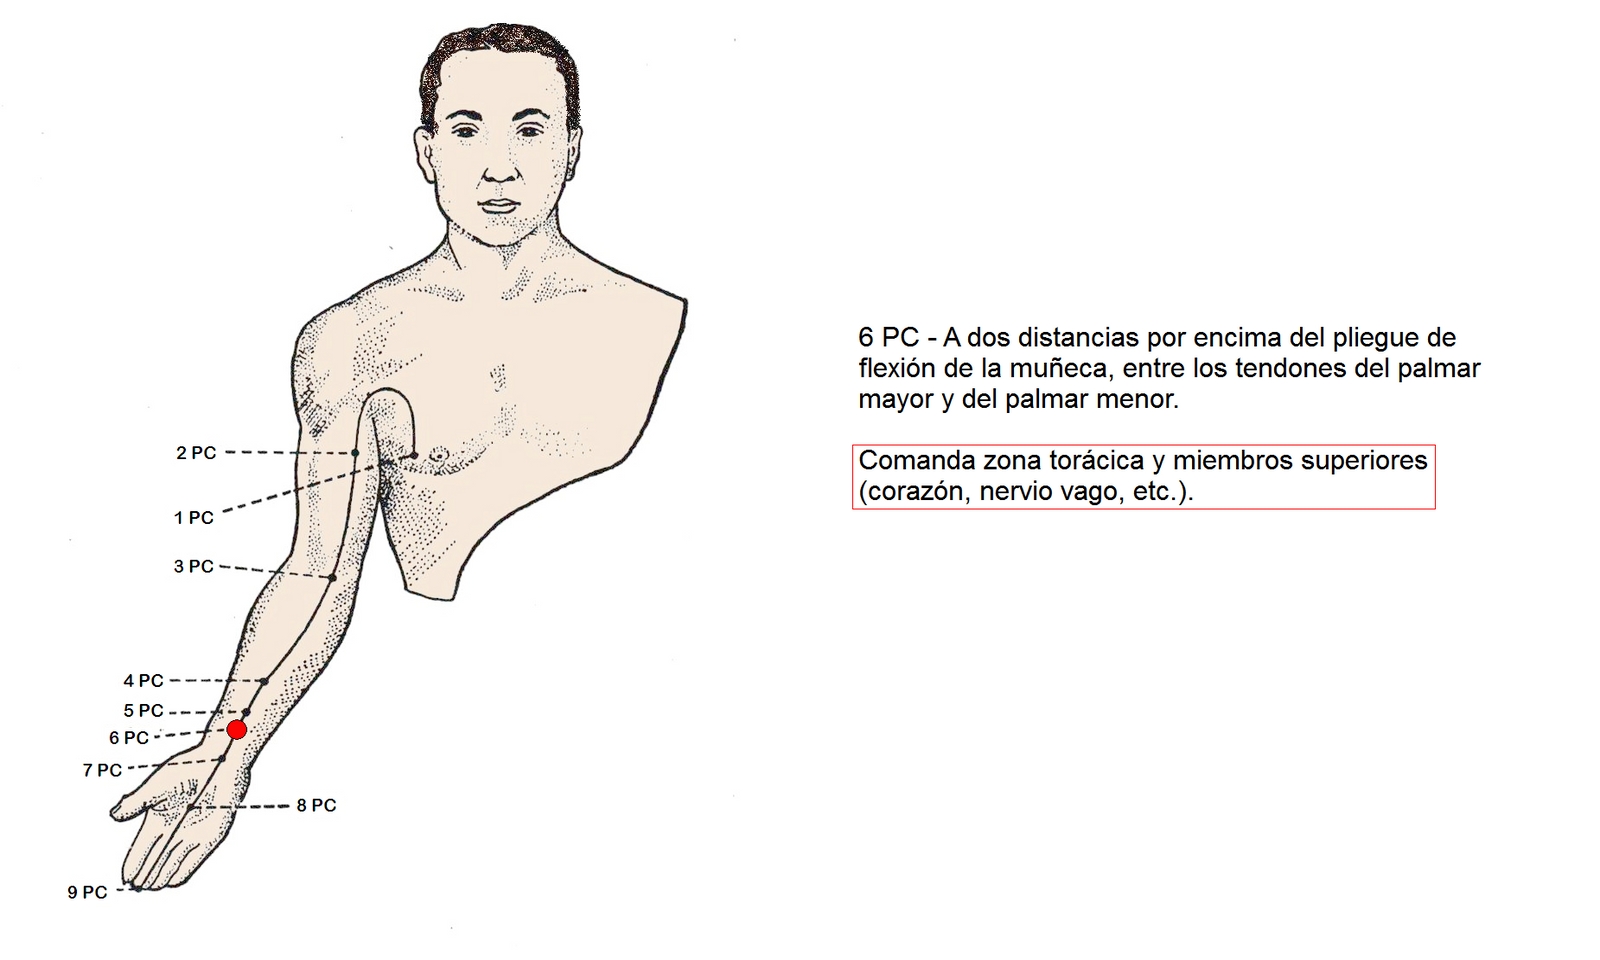 6 PC - A dos distancias por encima del pliegue de
flexión de la muñeca, entre los tendones del palmar
mayor y del palmar menor.
Comanda zona torácica y miembros superiores
(corazón, nervio vago, etc.).
2 PC
1 PC
3 PC
4 PC
5 PC
6 PC
7 PC
8 PC
9 PC